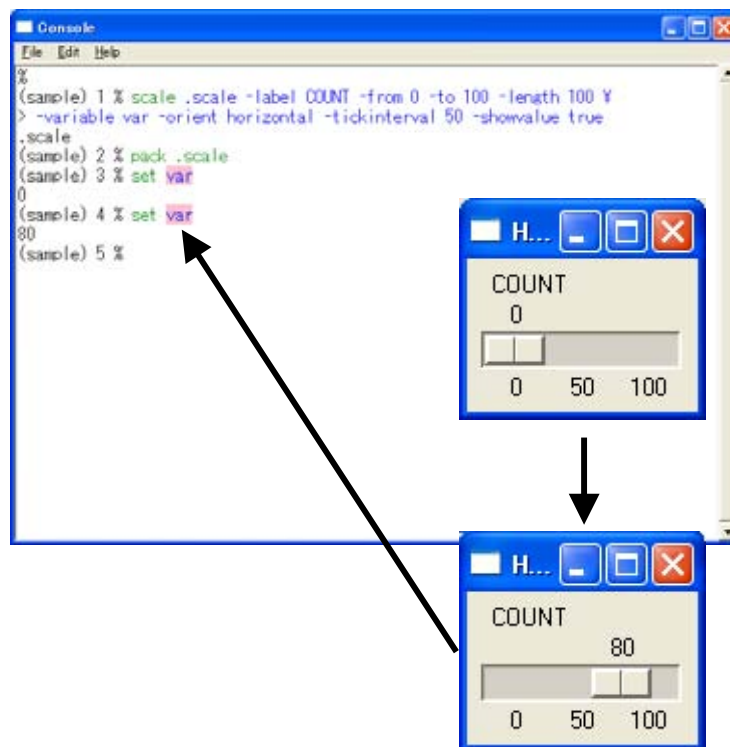 Console
File Edit Help
%
(sample) 1 % scale .scale -label COUNT -from 0 -to 100 -length 100 ¥
> -variable var -orient horizontal -tickinterval 50 -showvalue true
.scale
(sample) 2 % pack .scale
(sample) 3 % set var
0
(sample) 4 % set var
80
(sample) 5 %
H...
COUNT
0
0 50 100
H...
COUNT
80
0 50 100